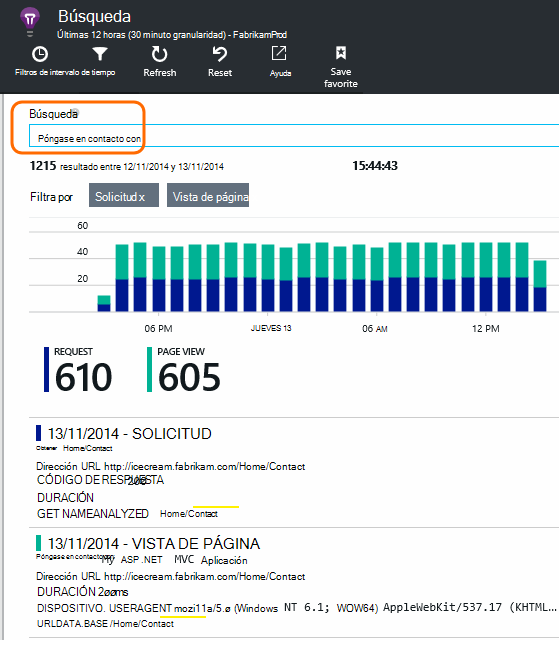 Búsqueda
Últimas 12 horas (30 minuto granularidad) - FabrikamProd
Filtros de intervalo de tiempo Refresh Reset Ayuda Save favorite
Búsqueda
Póngase en contacto con
1215 resultado entre 12/11/2014 y 13/11/2014 15:44:43
Filtra por Solicitud x Vista de página
60
40
20
06 PM JUEVES 13 06 AM 12 PM
REQUEST PAGE VIEW
610 605
13/11/2014 - SOLICITUD
Obtener Home/Contact
Dirección URL http://icecream.fabrikam.com/Home/Contact
CÓDIGO DE RESPUESTA 200
DURACIÓN
GET NAMEANALYZED Home/Contact
13/11/2014 - VISTA DE PÁGINA
Póngase en contacto con My ASP .NET MVC Aplicación
Dirección URL http://icecream.fabrikam.com/Home/Contact
DURACIÓN 2øøms
DISPOSITIVO. USERAGENT mozi11a/5.ø (Windows NT 6.1; WOW64) AppleWebKit/537.17 (KHTML...
URLDATA.BASE /Home/Contact